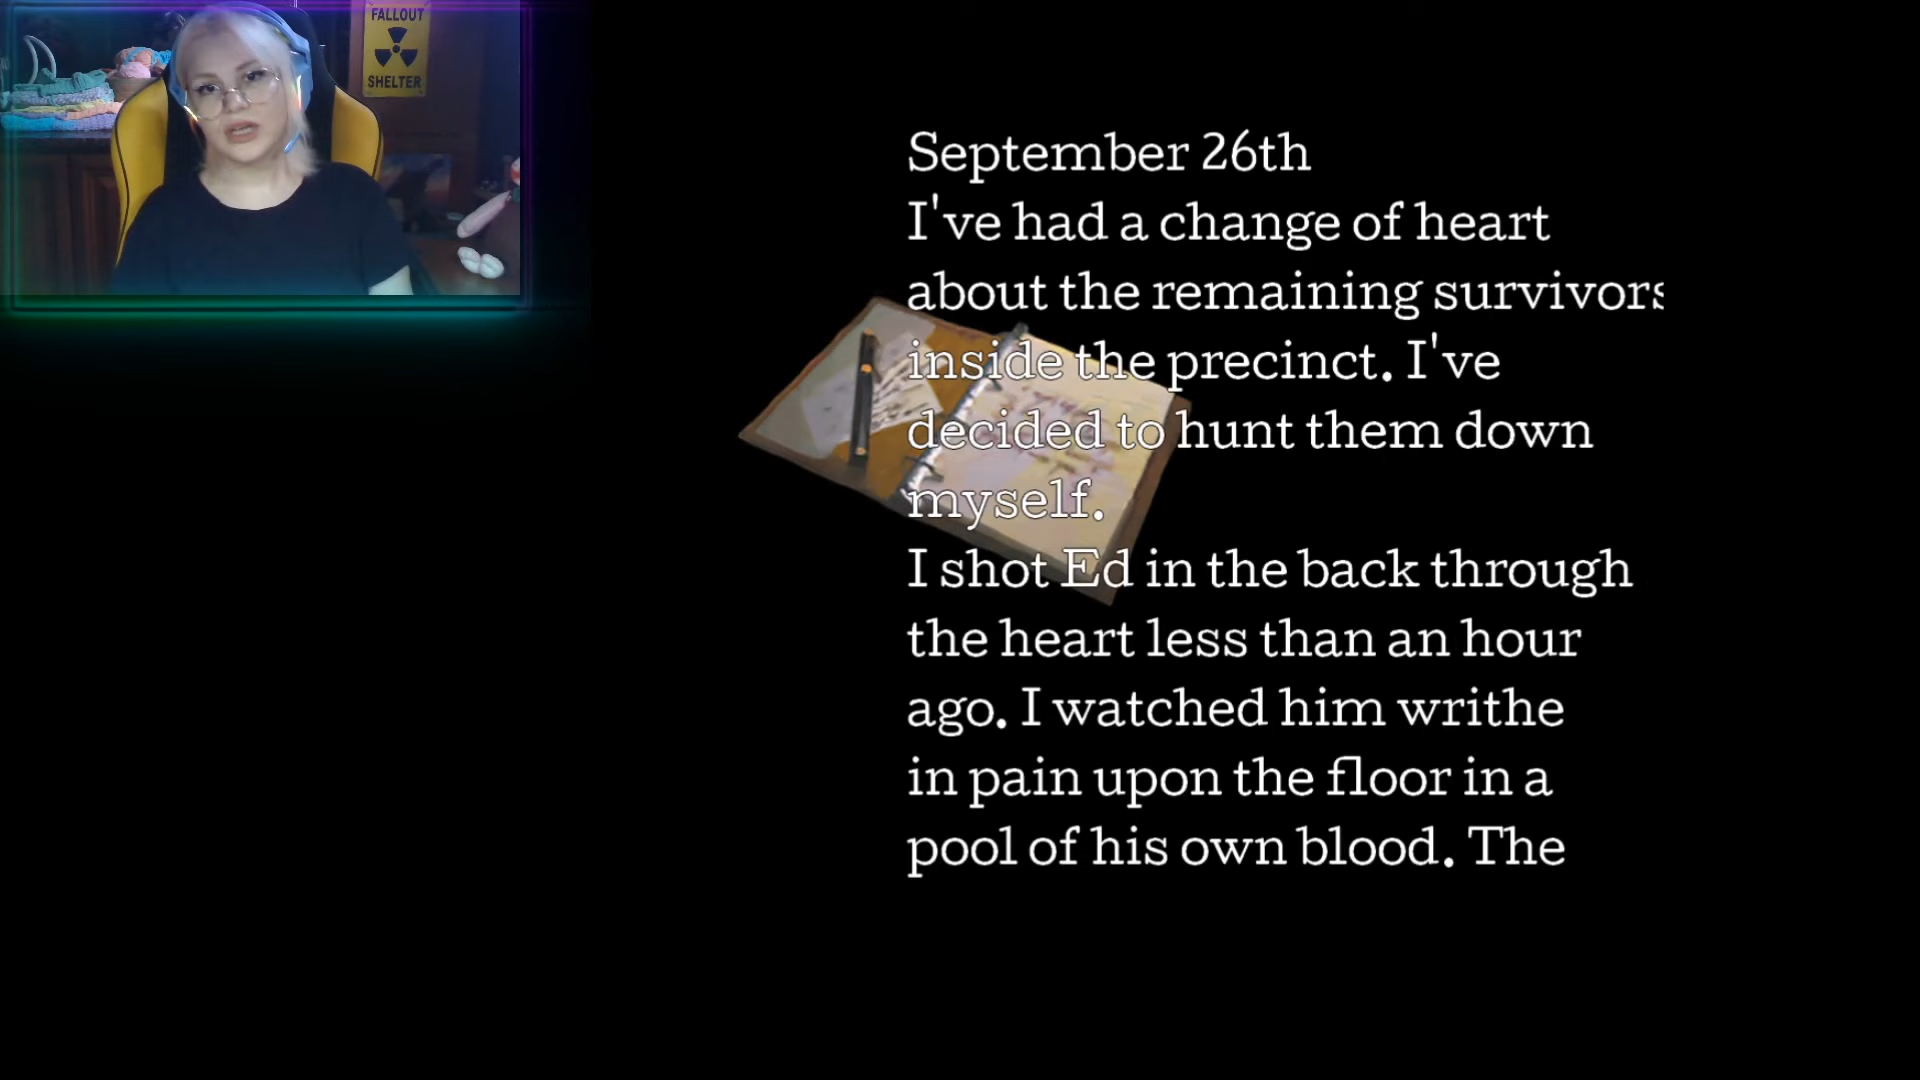 FALLOUT
SHELTER
September 26th
I've had a change of heart
about the remaining survivors
inside the precinct. I've
decided to hunt them down
myself.
I shot Ed in the back through
the heart less than an hour
ago. I watched him writhe
in pain upon the floor in a
pool of his own blood. The